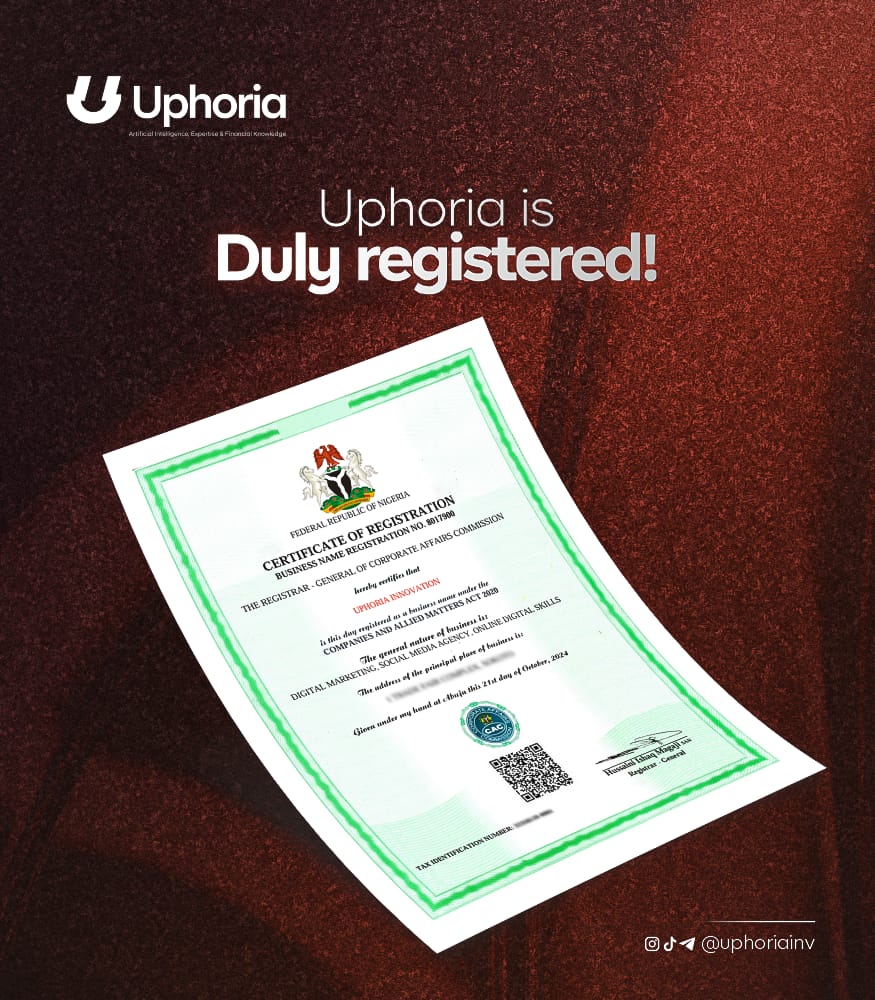 Uphoria
Artificial Intelligence, Expertise & Financial Knowledge
Uphoria is
Duly registered!
FEDERAL REPUBLIC OF NIGERIA
CERTIFICATE OF REGISTRATION
BUSINESS NAME REGISTRATION NO. 8017900
THE REGISTRAR - GENERAL OF CORPORATE AFFAIRS COMMISSION
hereby certifies that
UPHORIA INNOVATION
is this day registered as a business name under the
COMPANIES AND ALLIED MATTERS ACT 2020
The general nature of business is:
DIGITAL MARKETING, SOCIAL MEDIA AGENCY, ONLINE DIGITAL SKILLS
The address of the principal place of business is:
Given under my hand at Abuja this 21st day of October, 2024
CORPORATE AFFAIRS COMMISSION
CAC
Hussaini Ishaq Magaji SAN
Registrar - General
TAX IDENTIFICATION NUMBER:
@uphoriainv